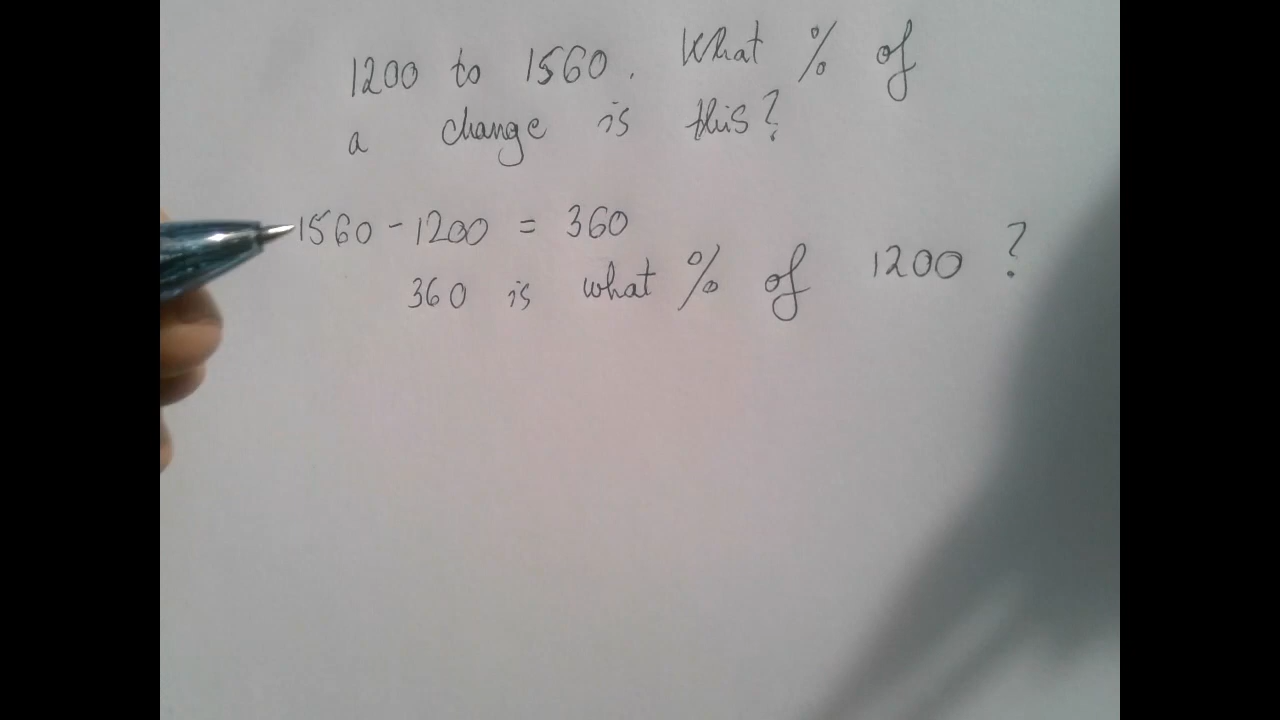 1200 to 1560. What % of
a change is this?
1560 - 1200 = 360
360 is what % of 1200 ?